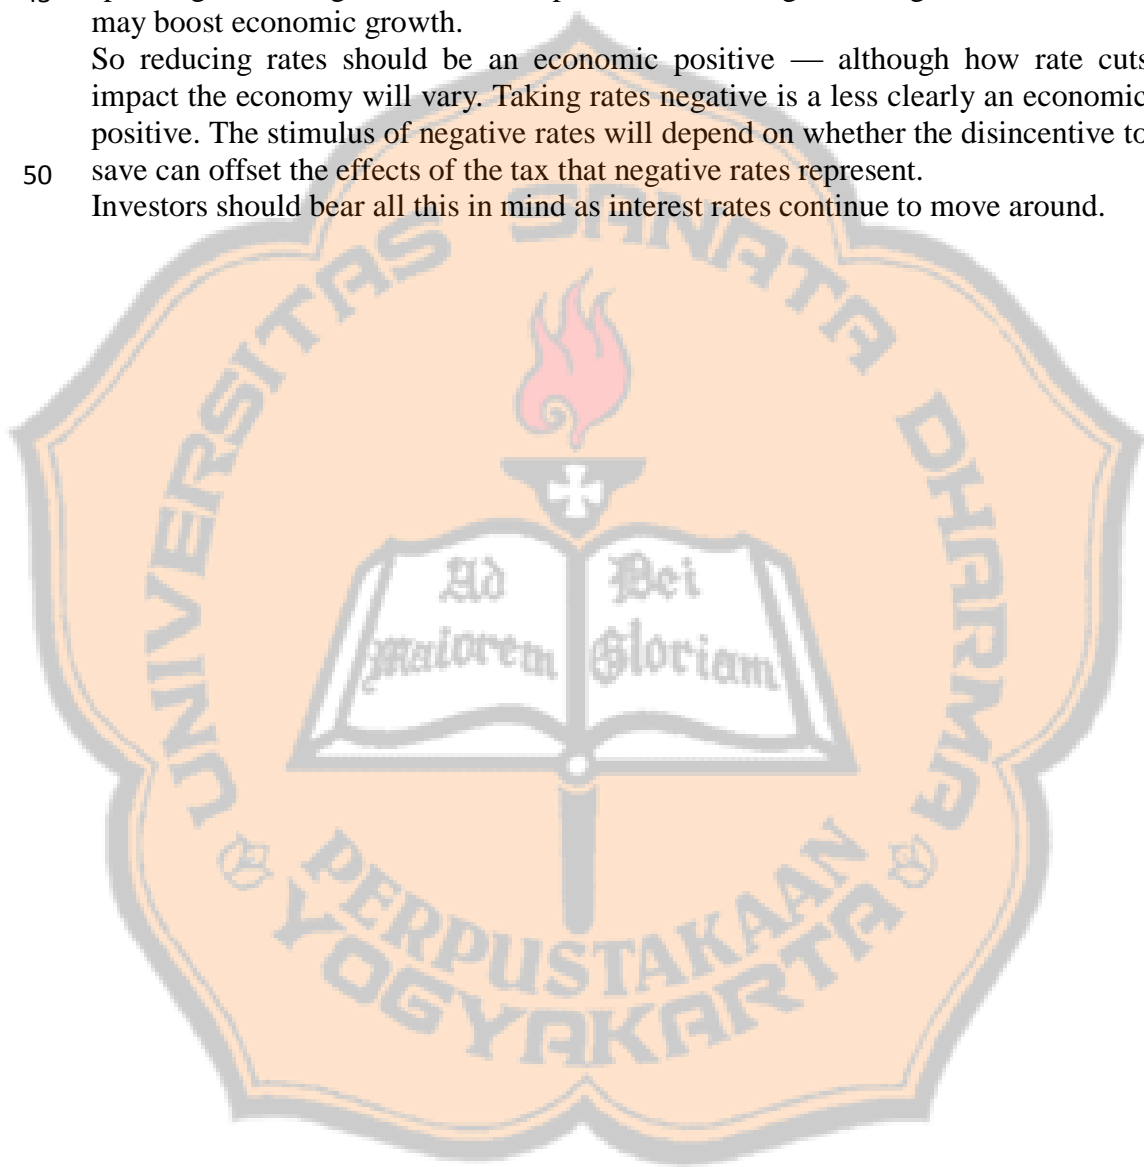 may boost economic growth.
So reducing rates should be an economic positive — although how rate cuts
impact the economy will vary. Taking rates negative is a less clearly an economic
positive. The stimulus of negative rates will depend on whether the disincentive to
50 save can offset the effects of the tax that negative rates represent.
Investors should bear all this in mind as interest rates continue to move around.
UNIVERSITAS SANATA DHARMA
Ad Dei
Maiorem Gloriam
PERPUSTAKAAN
YOGYAKARTA